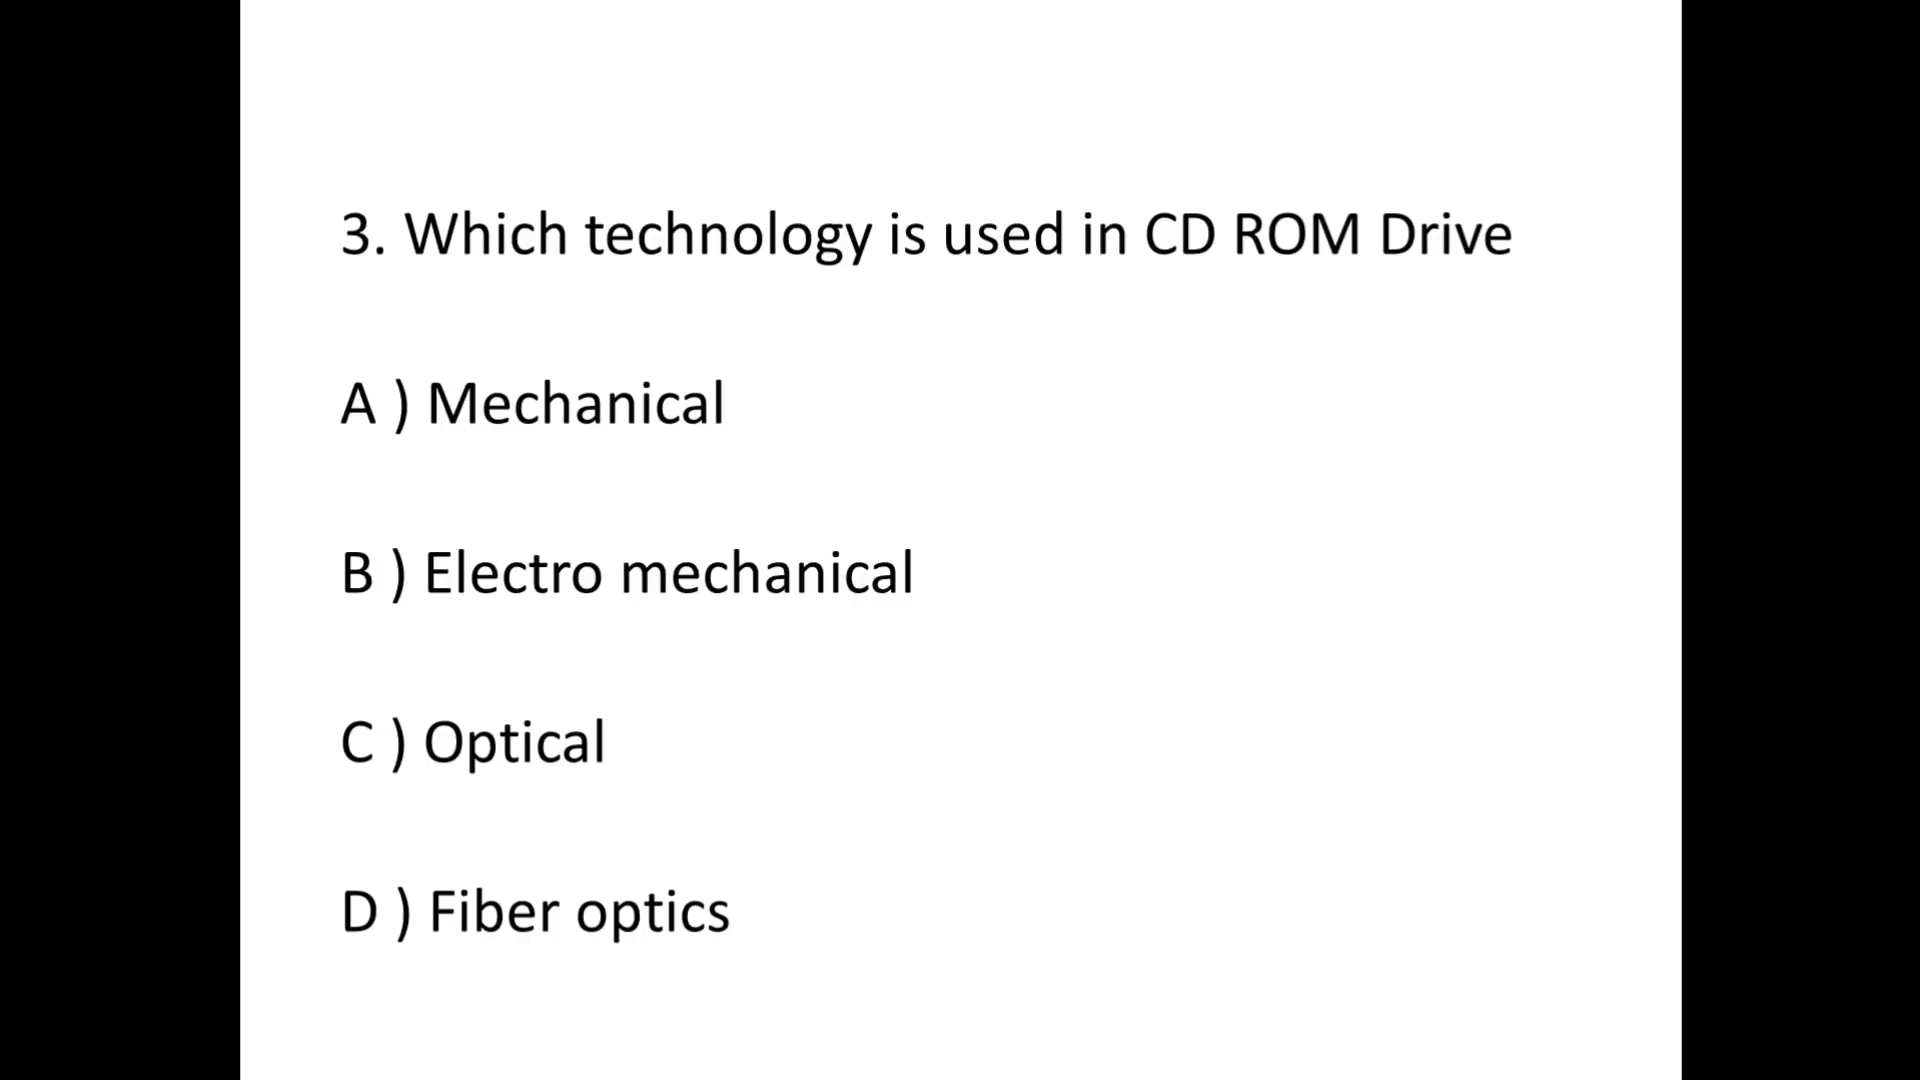 3. Which technology is used in CD ROM Drive
A ) Mechanical
B ) Electro mechanical
C ) Optical
D ) Fiber optics